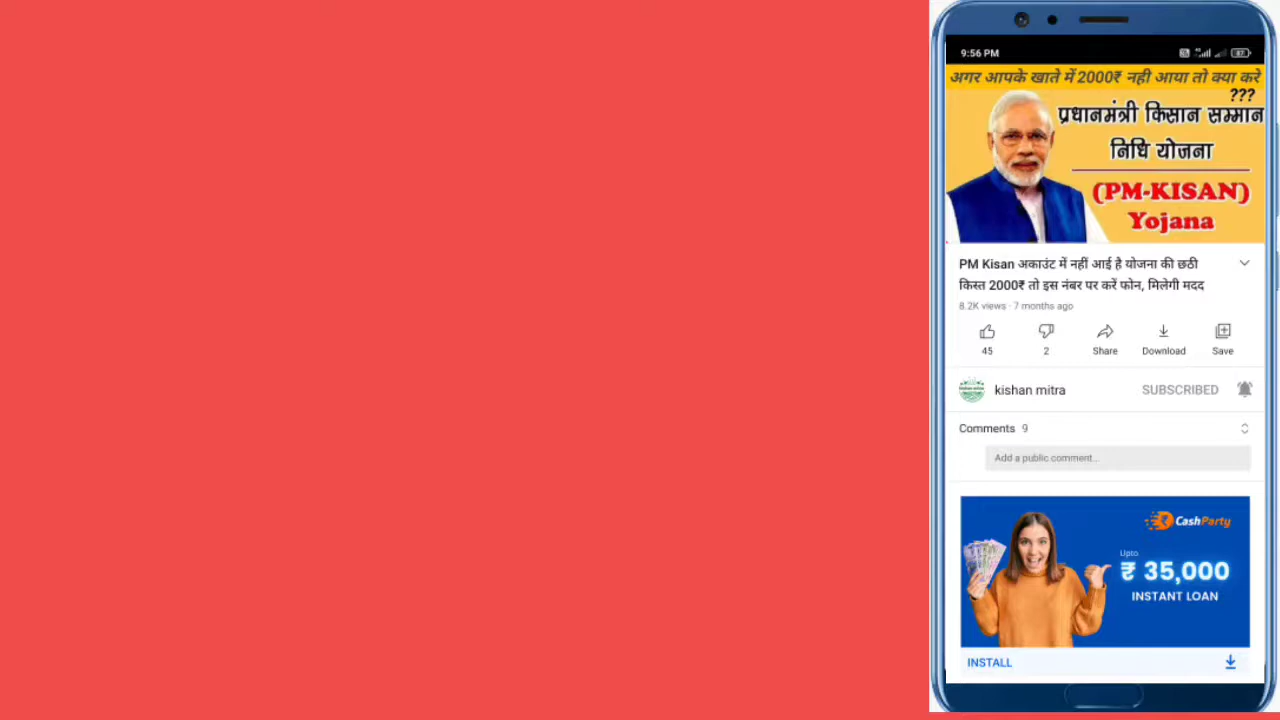 9:56 PM
87
अगर आपके खाते में 2000₹ नही आया तो क्या करे
???
प्रधानमंत्री किसान सम्मान
निधि योजना
(PM-KISAN)
Yojana
PM Kisan अकाउंट में नहीं आई है योजना की छठी
किस्त 2000₹ तो इस नंबर पर करें फोन, मिलेगी मदद
8.2K views · 7 months ago
45
2
Share
Download
Save
kishan mitra
SUBSCRIBED
Comments 9
Add a public comment...
CashParty
Upto
₹ 35,000
INSTANT LOAN
INSTALL